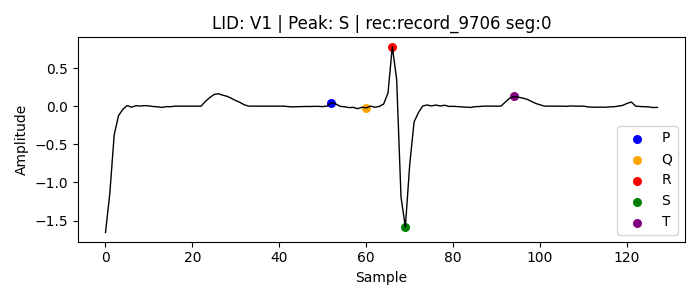 LID: V1 | Peak: S | rec:record_9706 seg:0
Amplitude
0.5
0.0
−0.5
−1.0
−1.5
0
20
40
60
80
100
120
Sample
P
Q
R
S
T